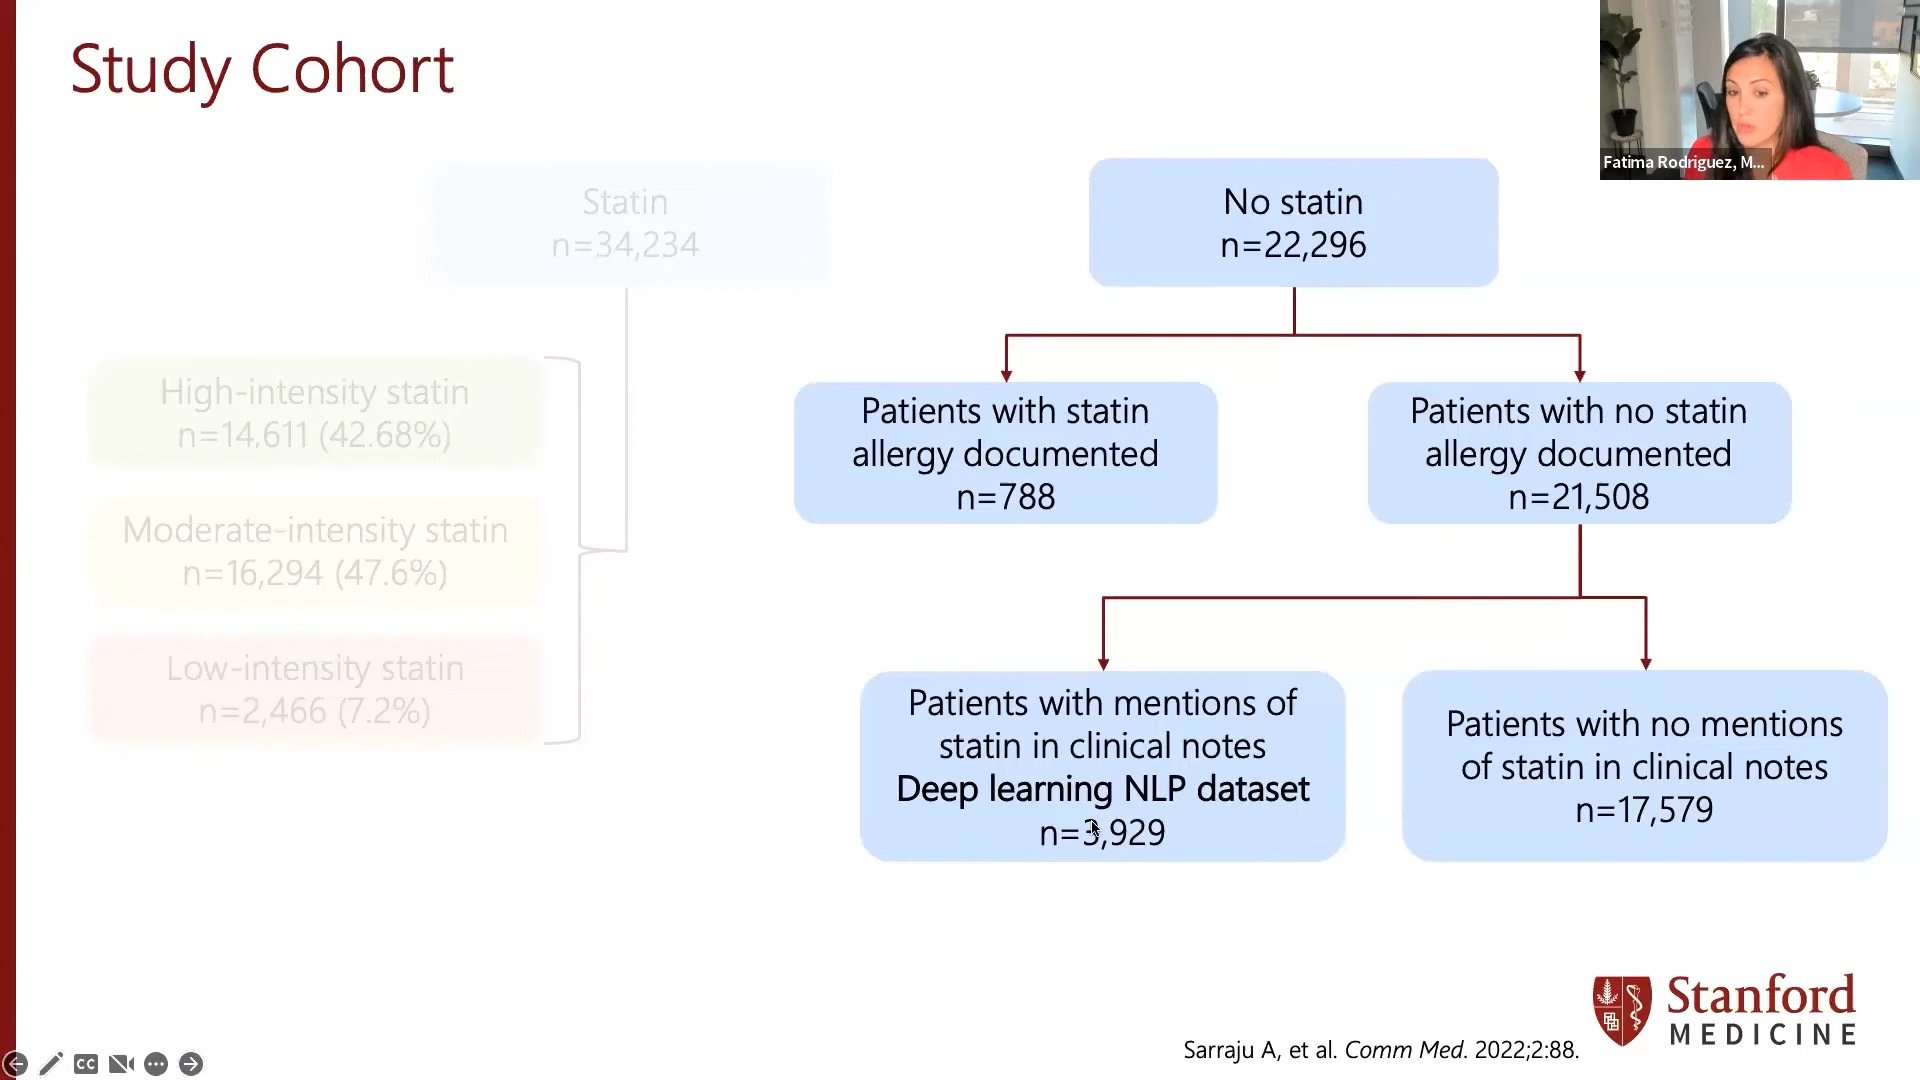 Study Cohort
Fatima Rodriguez, M...
Statin
n=34,234
No statin
n=22,296
High-intensity statin
n=14,611 (42.68%)
Moderate-intensity statin
n=16,294 (47.6%)
Low-intensity statin
n=2,466 (7.2%)
Patients with statin
allergy documented
n=788
Patients with no statin
allergy documented
n=21,508
Patients with mentions of
statin in clinical notes
Deep learning NLP dataset
n=3,929
Patients with no mentions
of statin in clinical notes
n=17,579
Sarraju A, et al. Comm Med. 2022;2:88.
Stanford
MEDICINE
CC